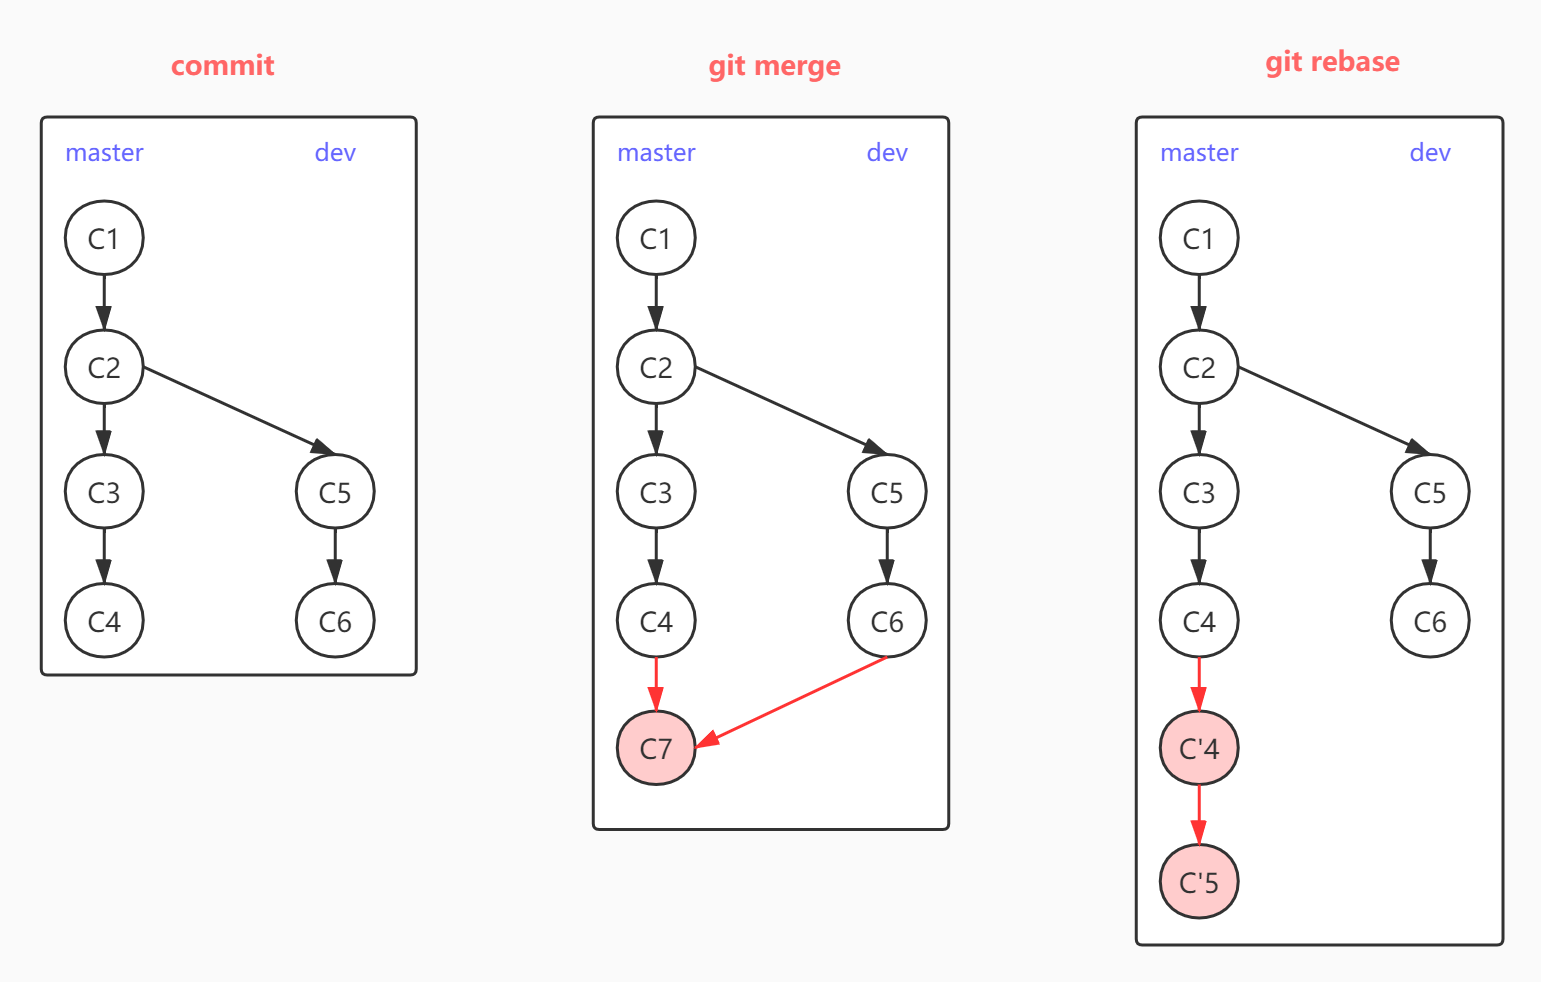 commit
master dev
C1
C2
C3 C5
C4 C6
git merge
master dev
C1
C2
C3 C5
C4 C6
C7
git rebase
master dev
C1
C2
C3 C5
C4 C6
C'4
C'5